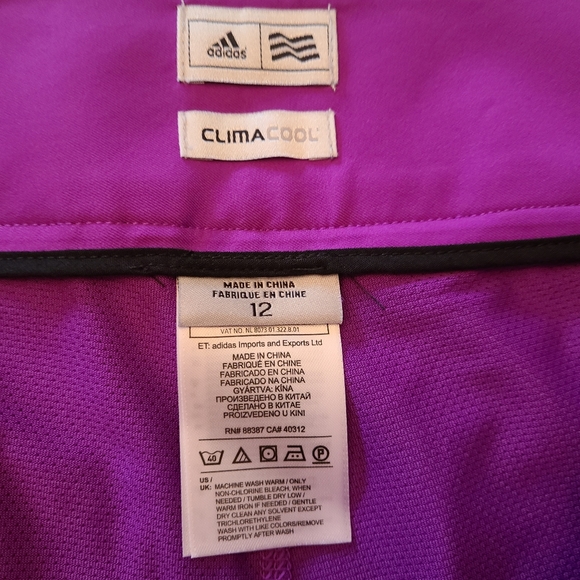 adidas
CLIMACOOL
MADE IN CHINA
FABRIQUE EN CHINE
12
VAT NO. NL 8073.01.322.B.01
ET: adidas Imports and Exports Ltd
MADE IN CHINA
FABRIQUÉ EN CHINE
FABRICADO EN CHINA
FABRICADO NA CHINA
GYÁRTVA: KÍNA
ПРОИЗВЕДЕНО В КИТАЙ
СДЕЛАНО В КИТАЕ
PROIZVEDENO U KINI
RN# 88387 CA# 40312
40 P
US /
UK: MACHINE WASH WARM / ONLY
NON-CHLORINE BLEACH, WHEN
NEEDED / TUMBLE DRY LOW /
WARM IRON IF NEEDED / GENTLE
DRY CLEAN ANY SOLVENT EXCEPT
TRICHLORETHYLENE
WASH WITH LIKE COLORS/REMOVE
PROMPTLY AFTER WASH